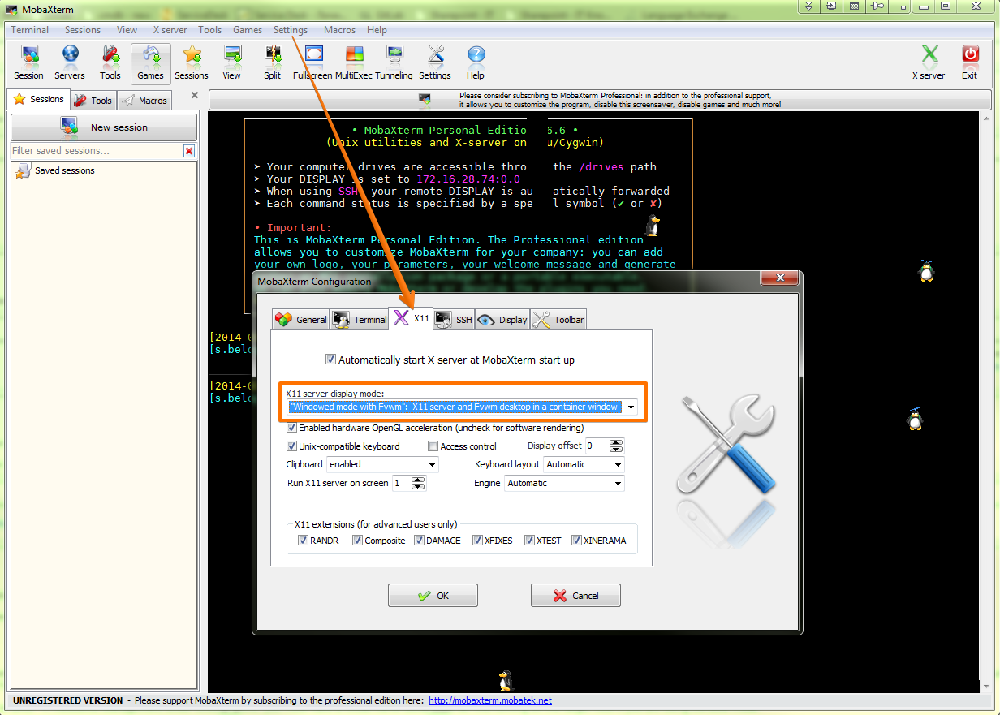 MobaXterm
Terminal Sessions View X server Tools Games Settings Macros Help
Session Servers Tools Games Sessions View Split Fullscreen MultiExec Tunneling Settings Help X server Exit
Sessions Tools Macros
Please consider subscribing to MobaXterm Professional: in addition to the professional support,
it allows you to customize the program, disable this screensaver, disable games and much more!
New session
Filter saved sessions...
Saved sessions
• MobaXterm Personal Editio 6.6 •
(Unix utilities and X-server on u/Cygwin)
➤ Your computer drives are accessible thro the /drives path
➤ Your DISPLAY is set to 172.16.28.74:0.0
➤ When using SSH, your remote DISPLAY is au atically forwarded
➤ Each command status is specified by a spe l symbol (✔ or ✘)
• Important:
This is MobaXterm Personal Edition. The Professional edition
allows you to customize MobaXterm for your company: you can add
your own logo, your parameters, your welcome message and generate
[2014-0
[s.belo
[2014-0
[s.belo
MobaXterm Configuration
General Terminal X11 SSH Display Toolbar
Automatically start X server at MobaXterm start up
X11 server display mode:
"Windowed mode with Fvwm": X11 server and Fvwm desktop in a container window
Enabled hardware OpenGL acceleration (uncheck for software rendering)
Unix-compatible keyboard Access control Display offset 0
Clipboard enabled Keyboard layout Automatic
Run X11 server on screen 1 Engine Automatic
X11 extensions (for advanced users only)
RANDR Composite DAMAGE XFIXES XTEST XINERAMA
OK Cancel
UNREGISTERED VERSION - Please support MobaXterm by subscribing to the professional edition here: http://mobaxterm.mobatek.net